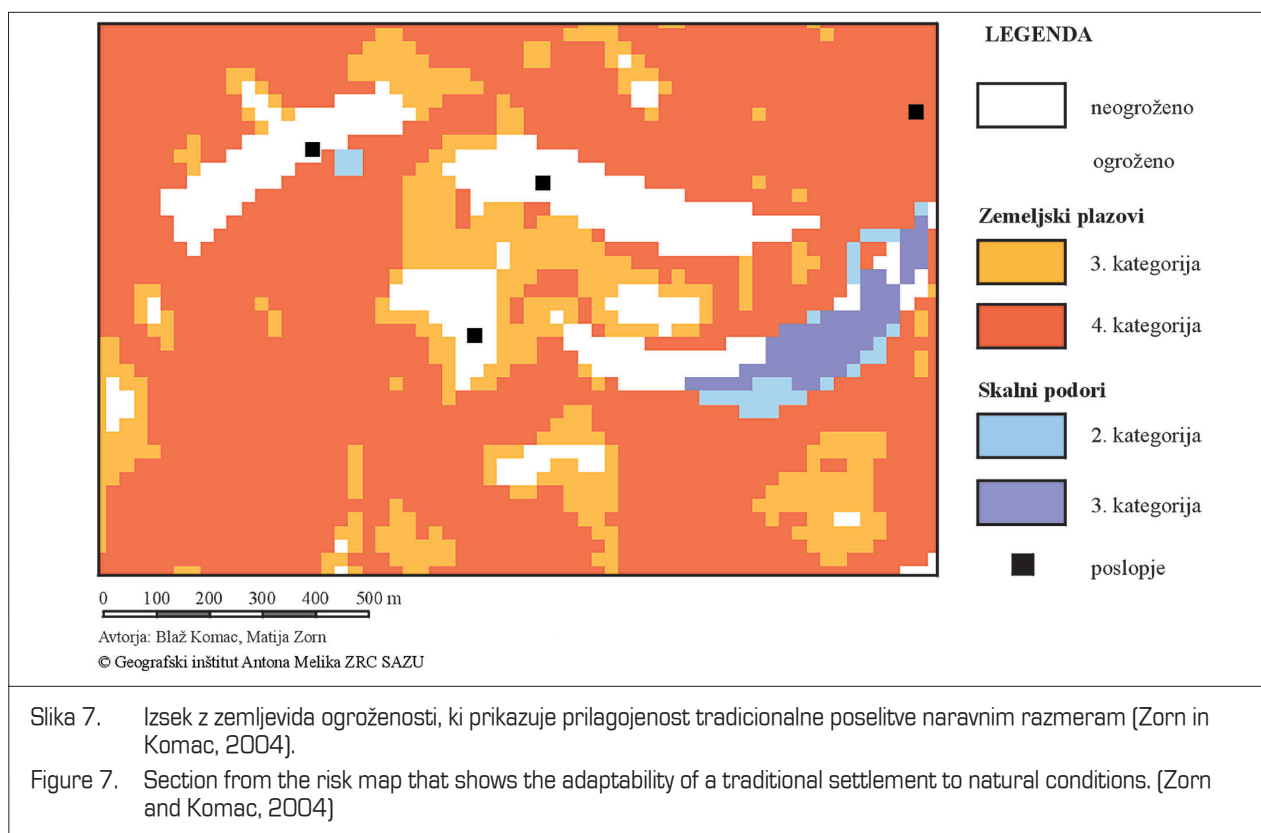 LEGENDA
neogroženo
ogroženo
Zemeljski plazovi
3. kategorija
4. kategorija
Skalni podori
2. kategorija
3. kategorija
poslopje
0 100 200 300 400 500 m
Avtorja: Blaž Komac, Matija Zorn
© Geografski inštitut Antona Melika ZRC SAZU
Slika 7. Izsek z zemljevida ogroženosti, ki prikazuje prilagojenost tradicionalne poselitve naravnim razmeram (Zorn in
Komac, 2004).
Figure 7. Section from the risk map that shows the adaptability of a traditional settlement to natural conditions. (Zorn
and Komac, 2004)